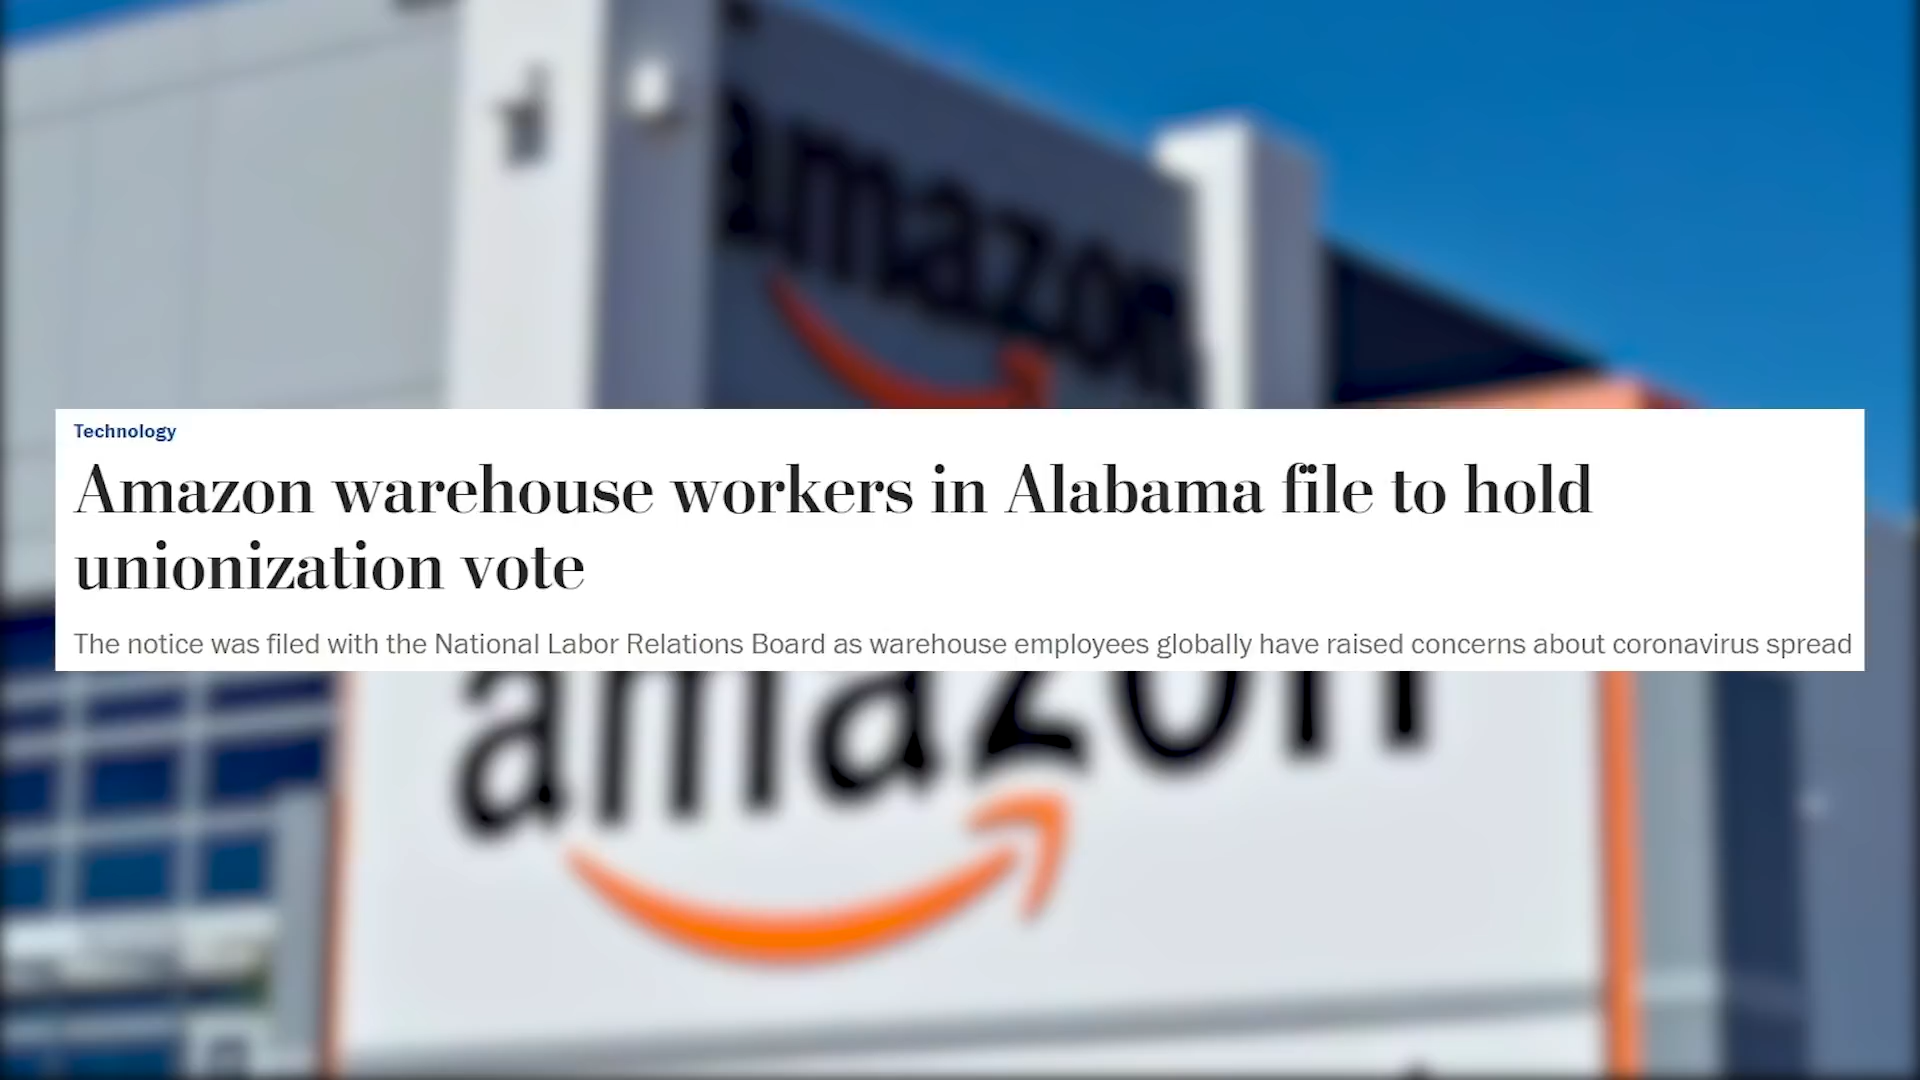 amazon
Technology
Amazon warehouse workers in Alabama file to hold
unionization vote
The notice was filed with the National Labor Relations Board as warehouse employees globally have raised concerns about coronavirus spread
amazon